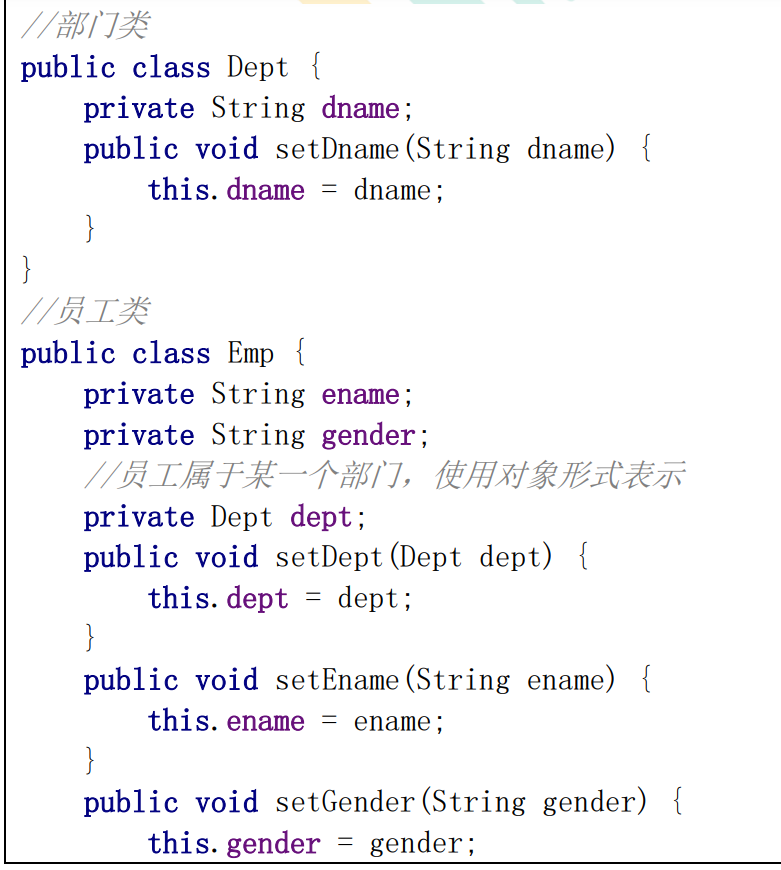 //部门类
public class Dept {
    private String dname;
    public void setDname(String dname) {
        this.dname = dname;
    }
}
//员工类
public class Emp {
    private String ename;
    private String gender;
    //员工属于某一个部门，使用对象形式表示
    private Dept dept;
    public void setDept(Dept dept) {
        this.dept = dept;
    }
    public void setEname(String ename) {
        this.ename = ename;
    }
    public void setGender(String gender) {
        this.gender = gender;